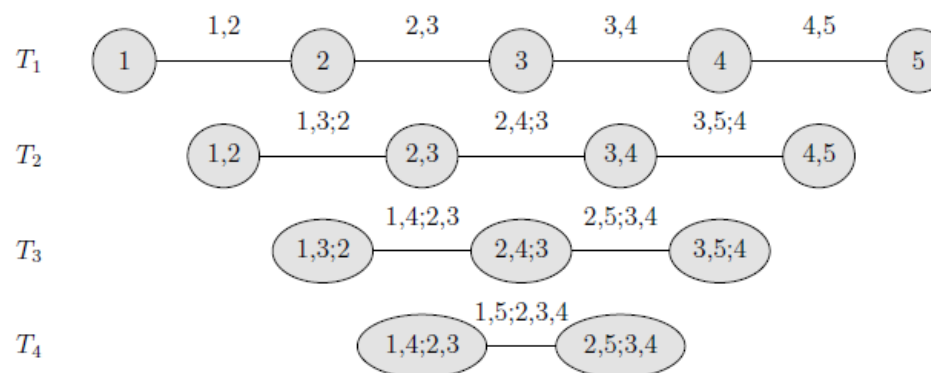 1,2 2,3 3,4 4,5
T1 1 2 3 4 5
1,3;2 2,4;3 3,5;4
T2 1,2 2,3 3,4 4,5
1,4;2,3 2,5;3,4
T3 1,3;2 2,4;3 3,5;4
1,5;2,3,4
T4 1,4;2,3 2,5;3,4